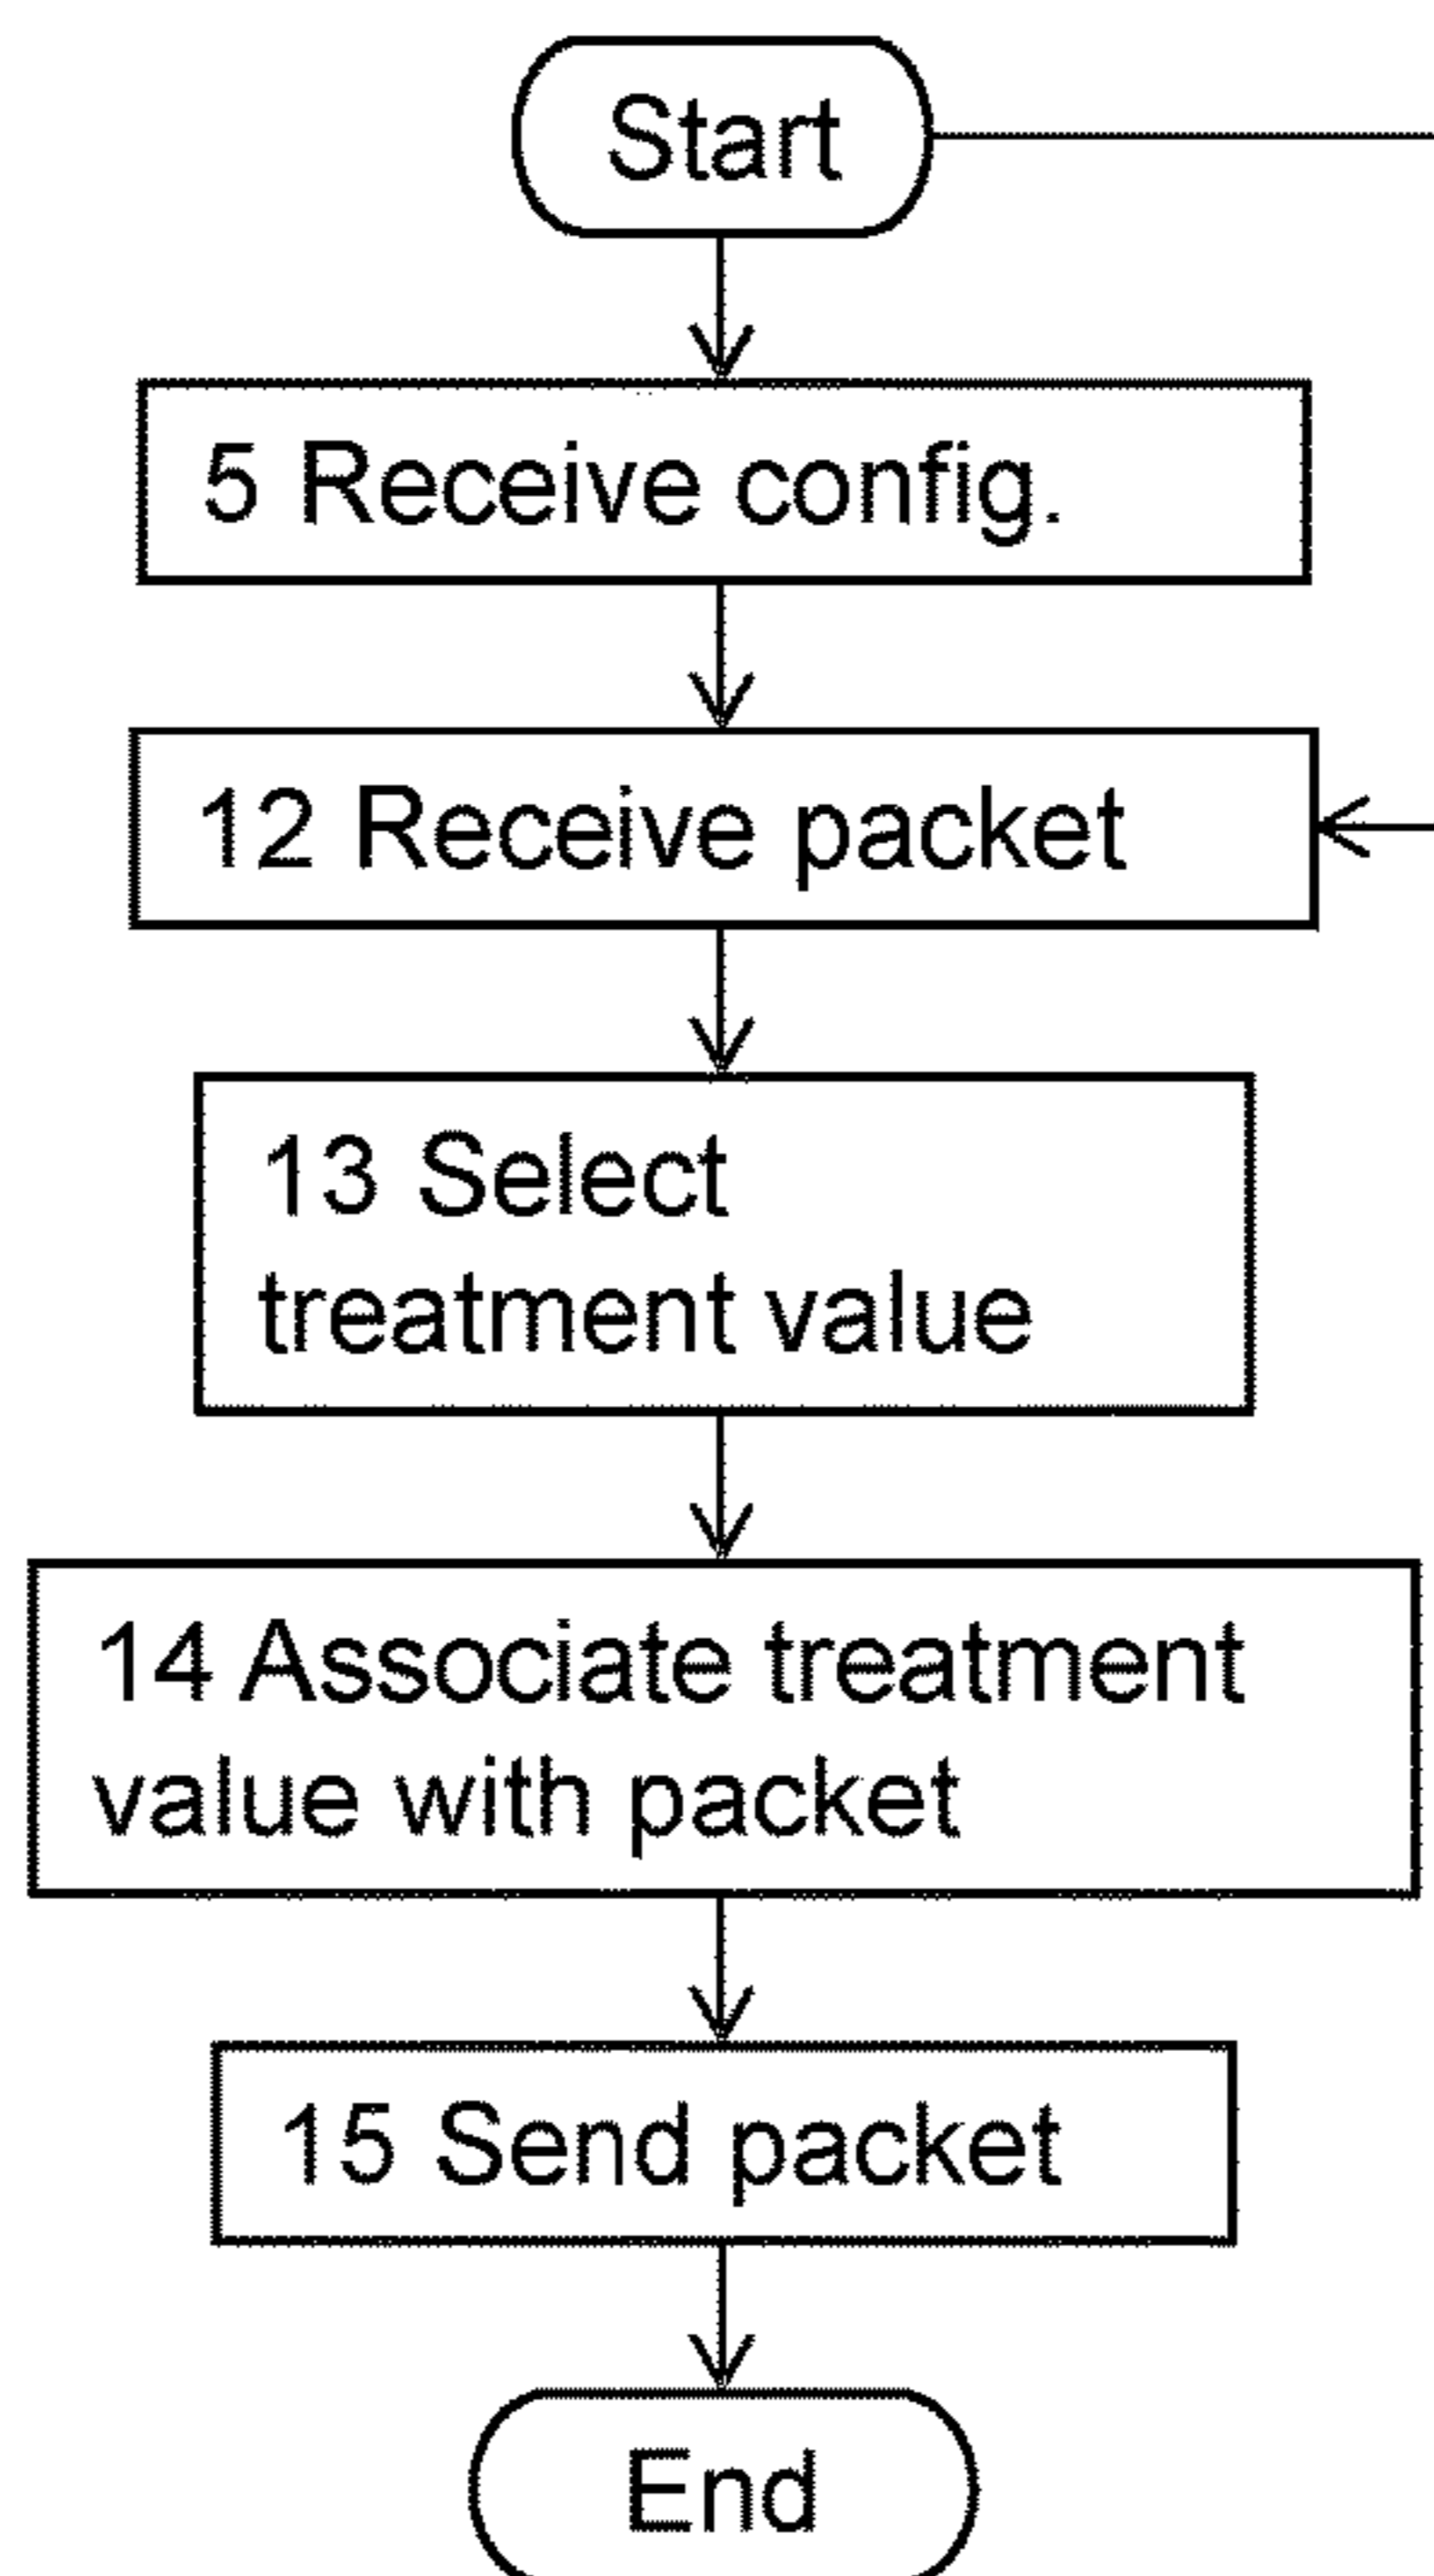 Start
5 Receive config.
12 Receive packet
13 Select
treatment value
14 Associate treatment
value with packet
15 Send packet
End